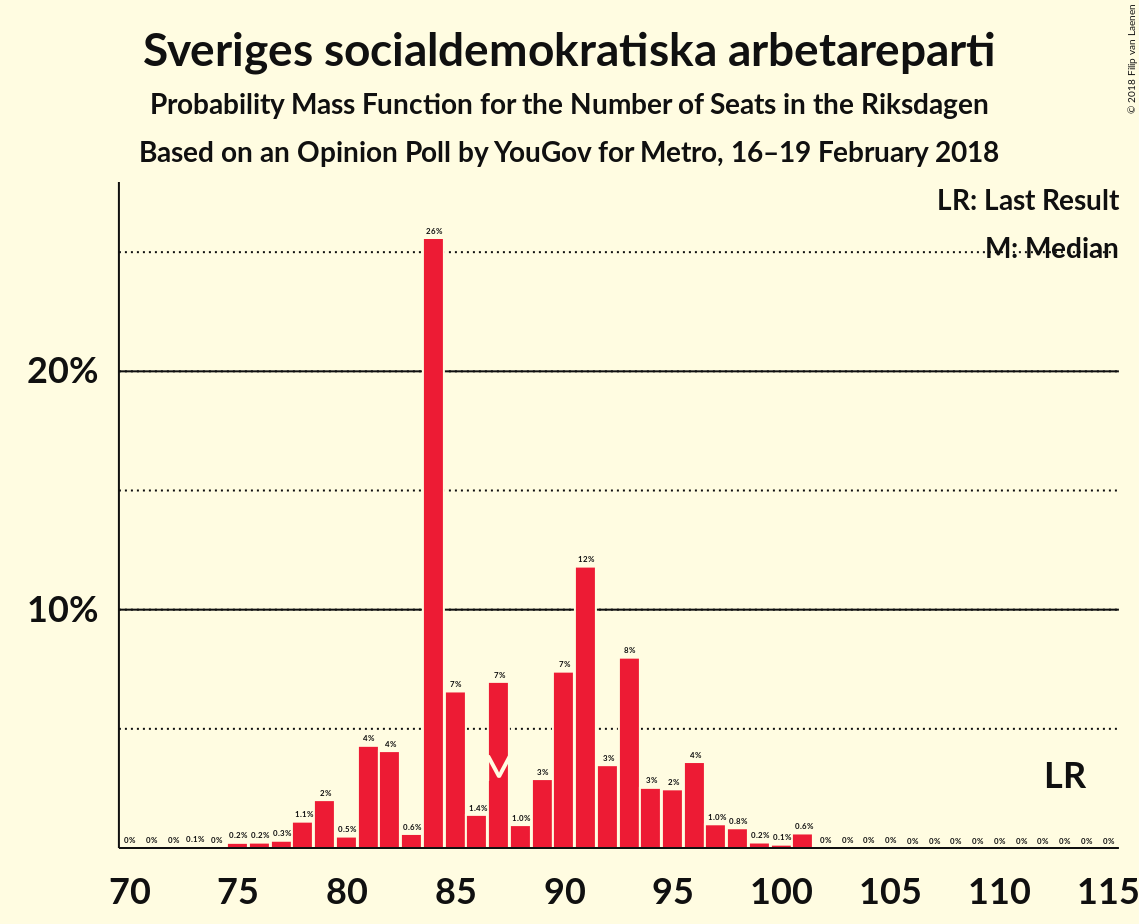 Sveriges socialdemokratiska arbetareparti
Probability Mass Function for the Number of Seats in the Riksdagen
Based on an Opinion Poll by YouGov for Metro, 16–19 February 2018
© 2018 Filip van Laenen
LR: Last Result
M: Median
20%
10%
0% 0% 0% 0.1% 0% 0.2% 0.2% 0.3% 1.1% 2% 0.5% 4% 4% 0.6% 26% 7% 1.4% 7% 1.0% 3% 7% 12% 3% 8% 3% 2% 4% 1.0% 0.8% 0.2% 0.1% 0.6% 0% 0% 0% 0% 0% 0% 0% 0% 0% 0% 0% 0% 0% 0%
M
LR
70 75 80 85 90 95 100 105 110 115